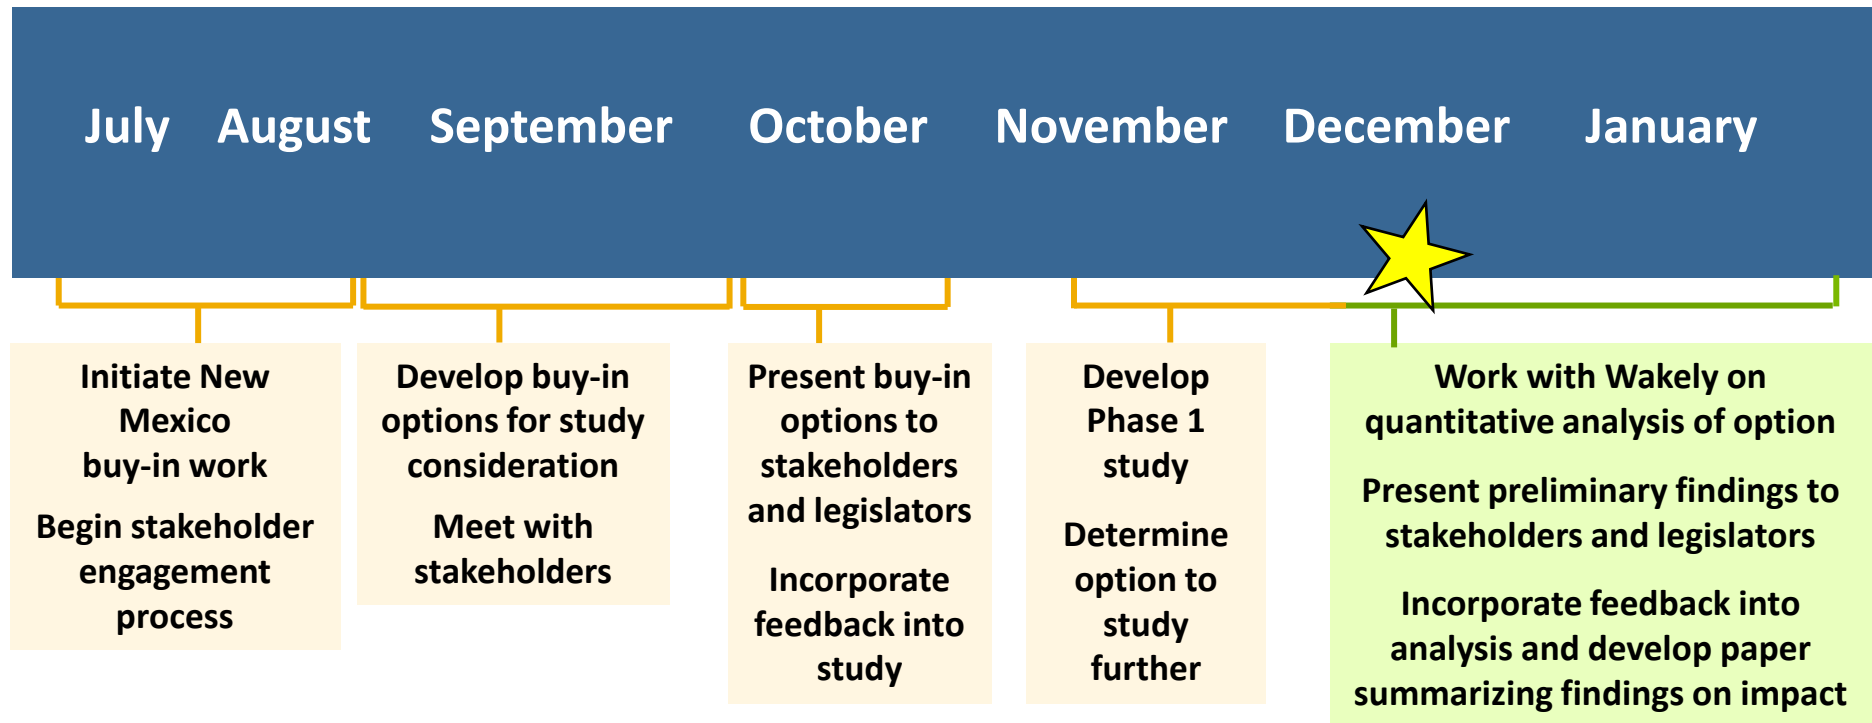 July August September October November December January
Initiate New
Mexico
buy-in work
Begin stakeholder
engagement
process
Develop buy-in
options for study
consideration
Meet with
stakeholders
Present buy-in
options to
stakeholders
and legislators
Incorporate
feedback into
study
Develop
Phase 1
study
Determine
option to
study
further
Work with Wakely on
quantitative analysis of option
Present preliminary findings to
stakeholders and legislators
Incorporate feedback into
analysis and develop paper
summarizing findings on impact